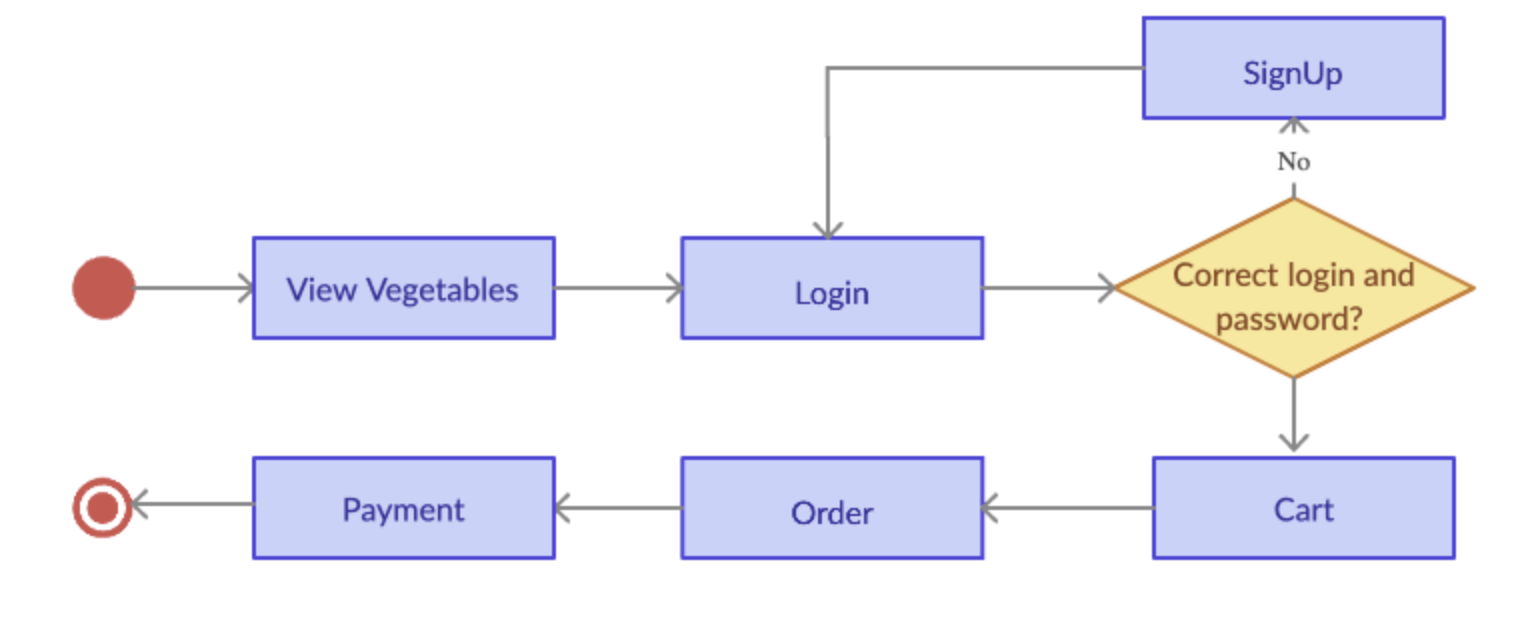 SignUp
No
View Vegetables
Login
Correct login and
password?
Payment
Order
Cart